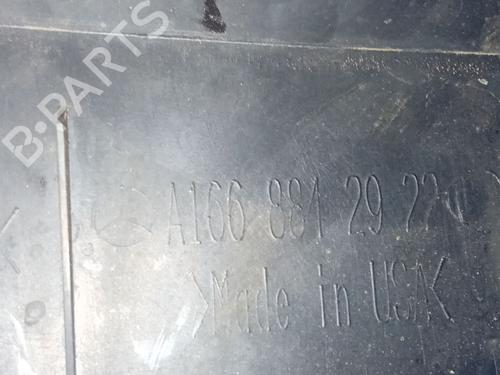 B-PARTS
A166 884 29 22
>Made in USA<